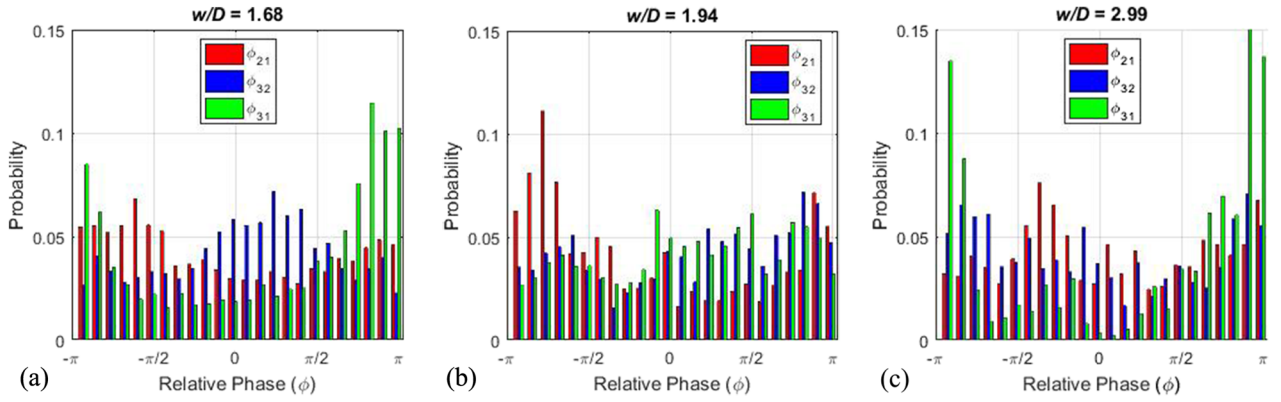 w/D = 1.68
0.15
0.1
0.05
0
Probability
ϕ21
ϕ32
ϕ31
-π
-π/2
0
π/2
π
(a)
Relative Phase (ϕ)
w/D = 1.94
0.15
0.1
0.05
0
Probability
ϕ21
ϕ32
ϕ31
-π
-π/2
0
π/2
π
(b)
Relative Phase (ϕ)
w/D = 2.99
0.15
0.1
0.05
0
Probability
ϕ21
ϕ32
ϕ31
-π
-π/2
0
π/2
π
(c)
Relative Phase (ϕ)